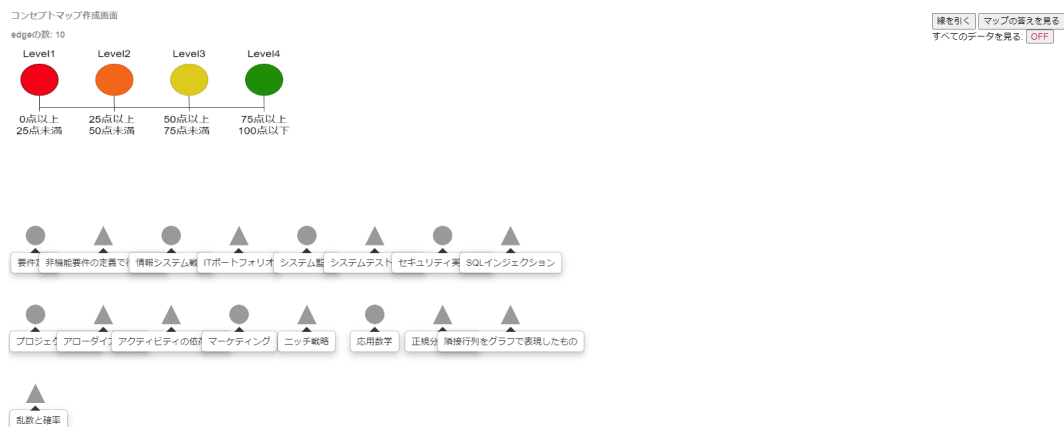 コンセプトマップ作成画面
線を引く マップの答えを見る
edgeの数: 10
すべてのデータを見る: OFF
Level1 Level2 Level3 Level4
0点以上 25点以上 50点以上 75点以上
25点未満 50点未満 75点未満 100点以下
要件 非機能要件の定義で 情報システム戦 ITポートフォリオ システム監 システムテスト セキュリティ実 SQLインジェクション
プロジェク アローダイ アクティビティの依存 マーケティング ニッチ戦略 応用数学 正規分 隣接行列をグラフで表現したもの
乱数と確率